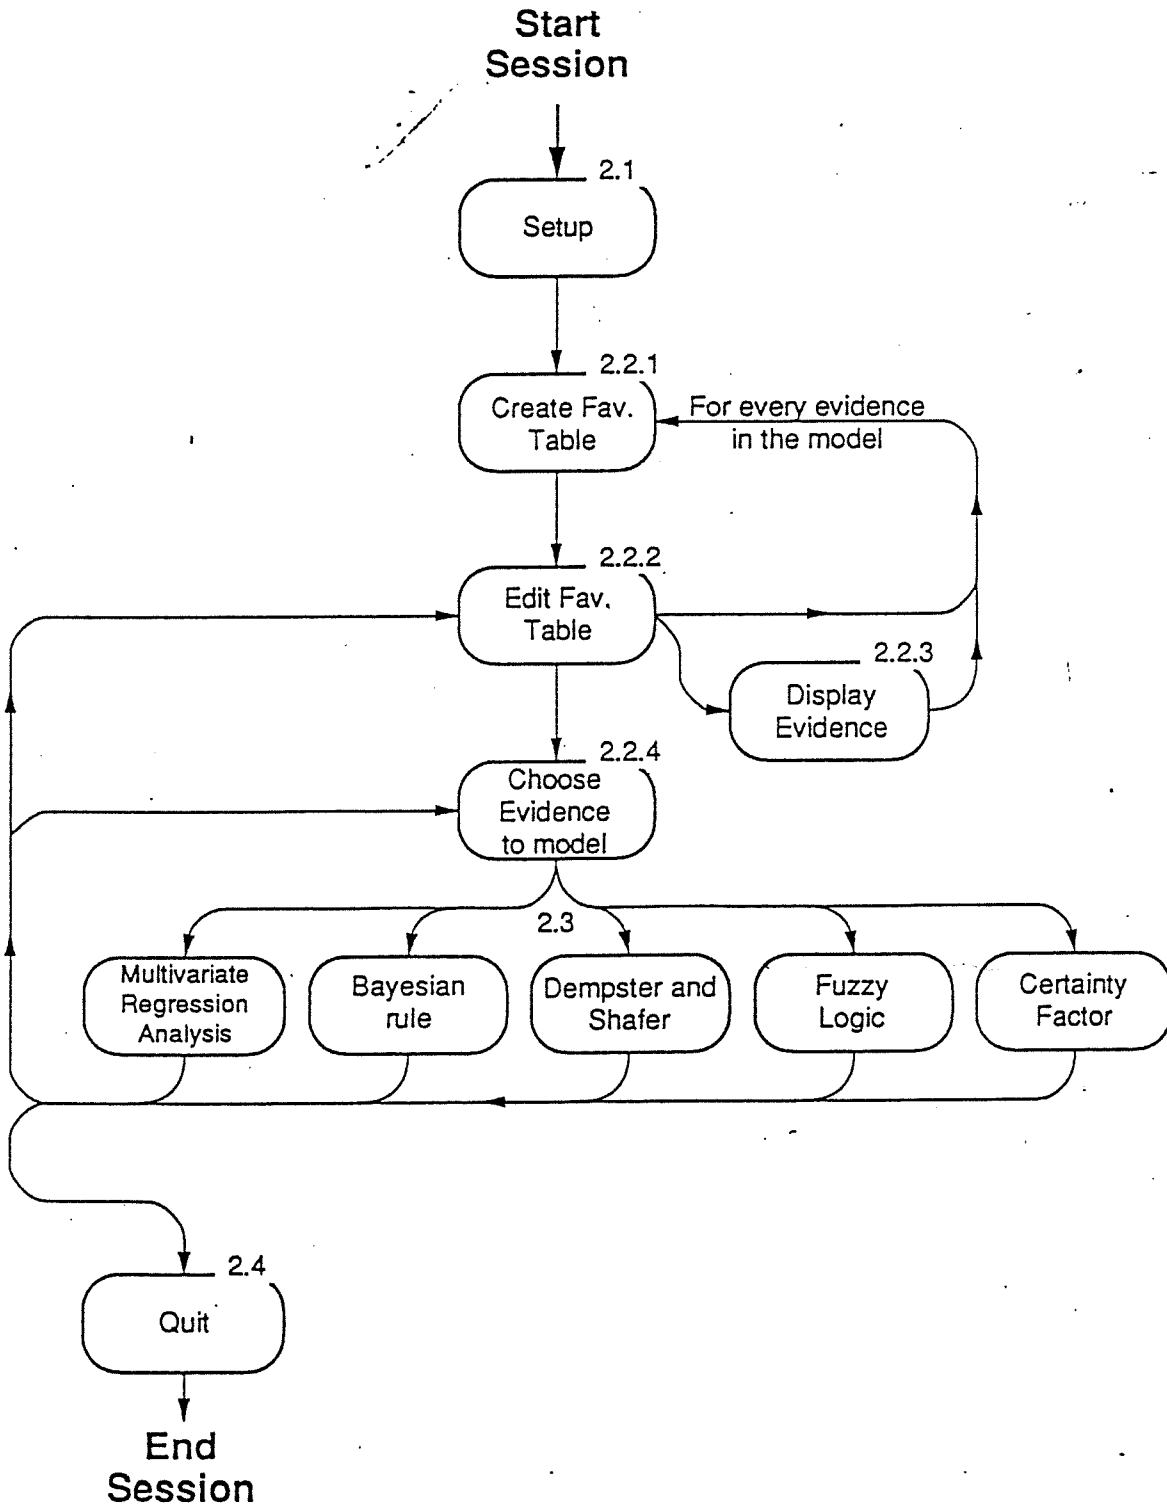 Start
Session
2.1
Setup
2.2.1
Create Fav.
Table
For every evidence
in the model
2.2.2
Edit Fav.
Table
2.2.3
Display
Evidence
2.2.4
Choose
Evidence
to model
2.3
Multivariate
Regression
Analysis
Bayesian
rule
Dempster and
Shafer
Fuzzy
Logic
Certainty
Factor
2.4
Quit
End
Session